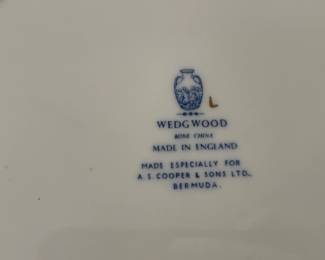 L
WEDGWOOD
BONE CHINA
MADE IN ENGLAND
MADE ESPECIALLY FOR
A.S. COOPER & SONS LTD.,
BERMUDA.